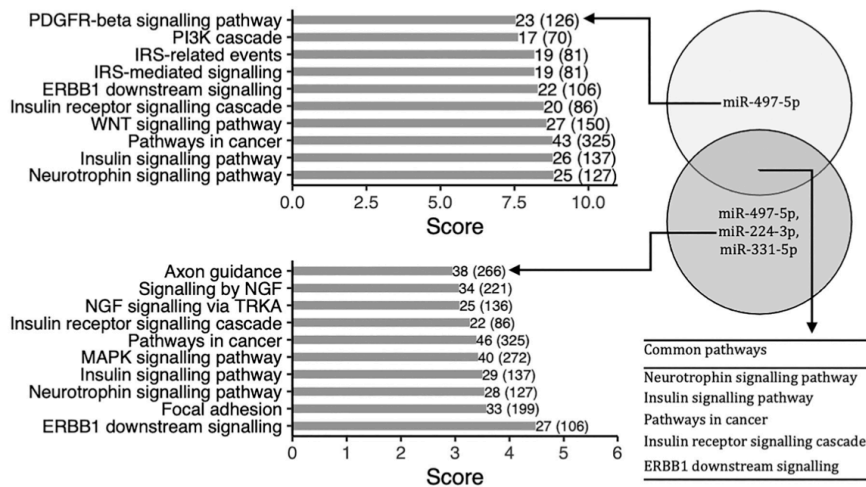 PDGFR-beta signalling pathway 23 (126)
PI3K cascade 17 (70)
IRS-related events 19 (81)
IRS-mediated signalling 19 (81)
ERBB1 downstream signalling 22 (106)
Insulin receptor signalling cascade 20 (86)
WNT signalling pathway 27 (150)
Pathways in cancer 43 (325)
Insulin signalling pathway 26 (137)
Neurotrophin signalling pathway 25 (127)
0.0 2.5 5.0 7.5 10.0
Score
miR-497-5p
miR-497-5p,
miR-224-3p,
miR-331-5p
Axon guidance 38 (266)
Signalling by NGF 34 (221)
NGF signalling via TRKA 25 (136)
Insulin receptor signalling cascade 22 (86)
Pathways in cancer 46 (325)
MAPK signalling pathway 40 (272)
Insulin signalling pathway 29 (137)
Neurotrophin signalling pathway 28 (127)
Focal adhesion 33 (199)
ERBB1 downstream signalling 27 (106)
0 1 2 3 4 5 6
Score
Common pathways
Neurotrophin signalling pathway
Insulin signalling pathway
Pathways in cancer
Insulin receptor signalling cascade
ERBB1 downstream signalling